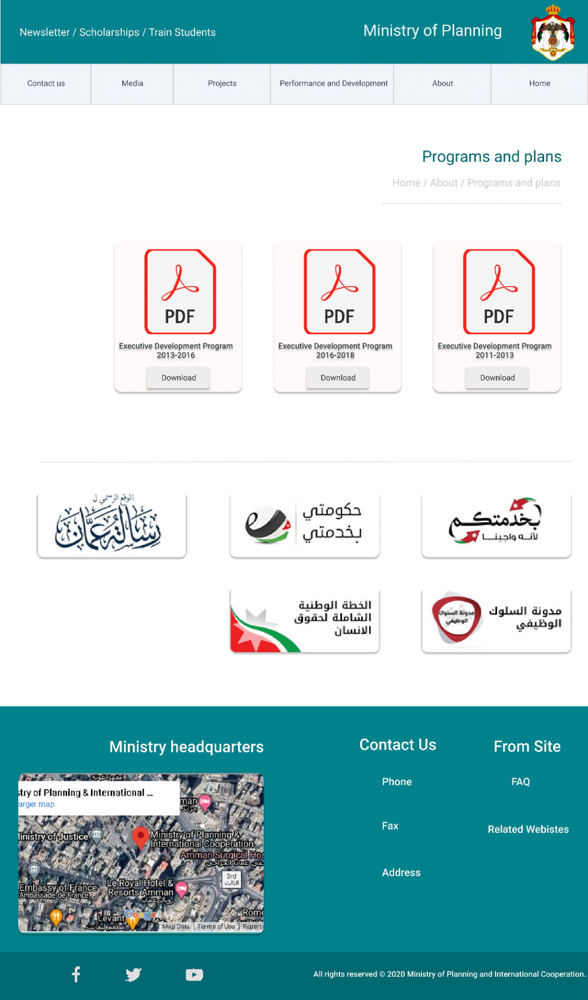 Newsletter / Scholarships / Train Students
Ministry of Planning
Contact us
Media
Projects
Performance and Development
About
Home
Programs and plans
Home / About / Programs and plans
PDF
Executive Development Program
2013-2016
Download
PDF
Executive Development Program
2016-2018
Download
PDF
Executive Development Program
2011-2013
Download
الموقع الرسمي ل
رسالة عمان
حكومتي
بخدمتي
بخدمتكم
لأنه واجبنا
الخطة الوطنية
الشاملة لحقوق
الانسان
مدونة السلوك
الوظيفي
مدونة السلوك
الوظيفي
Ministry headquarters
Contact Us
From Site
Phone
FAQ
Fax
Related Webistes
Address
stry of Planning & International ...
arger map
man
جراند
inistry of Justice
Ministry of Planning &
International Cooperation
Amman Surgical Hos
فى عمان الجراحي
3rd
الثالث
Embassy of France
Ambassade de France
Le Royal Hotel &
Resorts Amman
رويال عمان
Rome
Levant
مطعم ليفانت
Google
Map Data
Terms of Use
Report
All rights reserved © 2020 Ministry of Planning and International Cooperation.